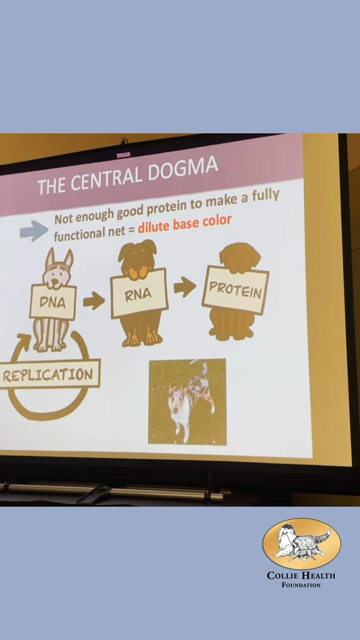 THE CENTRAL DOGMA
Not enough good protein to make a fully
functional net = dilute base color
DNA
RNA
PROTEIN
REPLICATION
COLLIE HEALTH
FOUNDATION